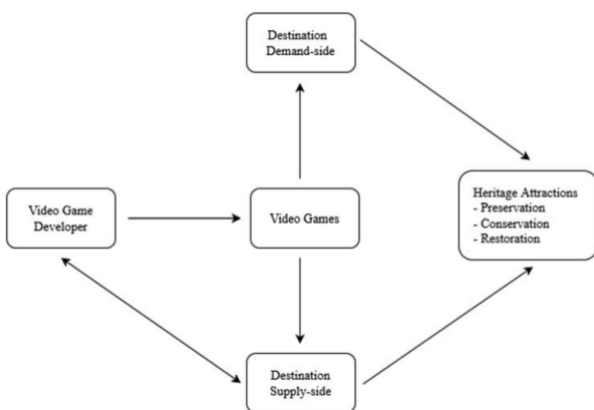 Destination
Demand-side
Video Game
Developer
Video Games
Heritage Attractions
- Preservation
- Conservation
- Restoration
Destination
Supply-side